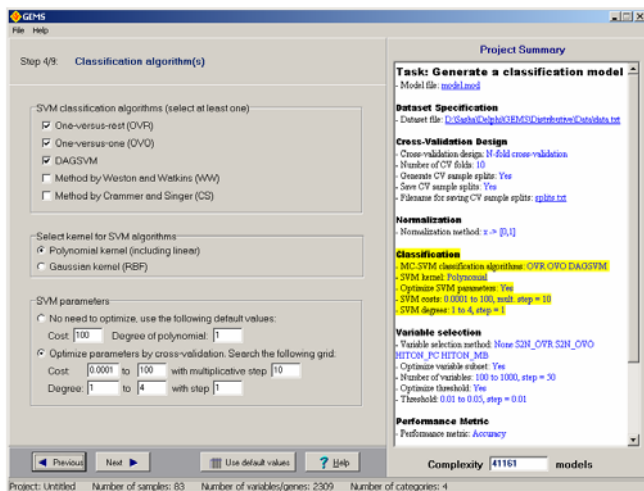 GEMS
File Help
Step 4/9: Classification algorithm(s)
SVM classification algorithms (select at least one)
One-versus-rest (OVR)
One-versus-one (OVO)
DAGSVM
Method by Weston and Watkins (WW)
Method by Crammer and Singer (CS)
Select kernel for SVM algorithms
Polynomial kernel (including linear)
Gaussian kernel (RBF)
SVM parameters
No need to optimize, use the following default values:
Cost: 100 Degree of polynomial: 1
Optimize parameters by cross-validation. Search the following grid:
Cost: 0.0001 to 100 with multiplicative step 10
Degree: 1 to 4 with step 1
Previous Next Use default values ? Help
Project Summary
Task: Generate a classification model
- Model file: model.mod
Dataset Specification
- Dataset file: D:\Sasha\Delphi\GEMS\Distributive\Data\data.txt
Cross-Validation Design
- Cross-validation design: N-fold cross-validation
- Number of CV folds: 10
- Generate CV sample splits: Yes
- Save CV sample splits: Yes
- Filename for saving CV sample splits: splits.txt
Normalization
- Normalization method: x -> [0,1]
Classification
- MC-SVM classification algorithms: OVR OVO DAGSVM
- SVM kernel: Polynomial
- Optimize SVM parameters: Yes
- SVM costs: 0.0001 to 100, mult. step = 10
- SVM degrees: 1 to 4, step = 1
Variable selection
- Variable selection method: None S2N_OVR S2N_OVO
HITON_PC HITON_MB
- Optimize variable subset: Yes
- Number of variables: 100 to 1000, step = 50
- Optimize threshold: Yes
- Threshold: 0.01 to 0.05, step = 0.01
Performance Metric
- Performance metric: Accuracy
Complexity 41161 models
Project: Untitled Number of samples: 83 Number of variables/genes: 2309 Number of categories: 4